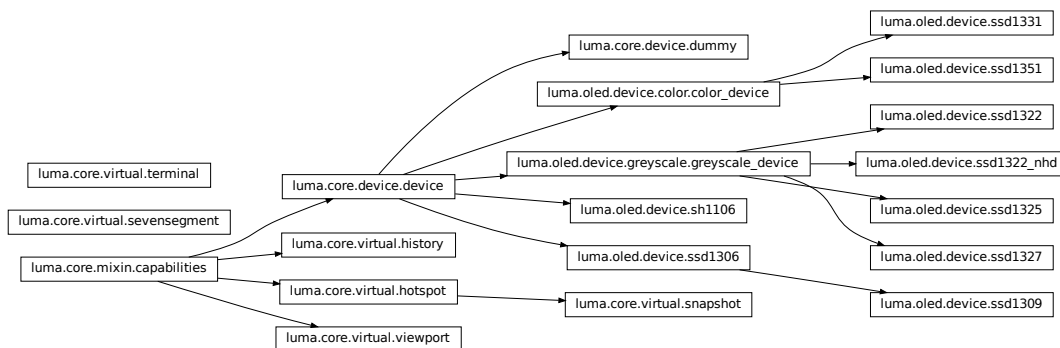 luma.oled.device.ssd1331
luma.core.device.dummy
luma.oled.device.ssd1351
luma.oled.device.color.color_device
luma.oled.device.ssd1322
luma.oled.device.greyscale.greyscale_device
luma.oled.device.ssd1322_nhd
luma.core.virtual.terminal
luma.core.device.device
luma.oled.device.sh1106
luma.oled.device.ssd1325
luma.core.virtual.sevensegment
luma.core.virtual.history
luma.oled.device.ssd1306
luma.oled.device.ssd1327
luma.core.mixin.capabilities
luma.core.virtual.hotspot
luma.core.virtual.snapshot
luma.oled.device.ssd1309
luma.core.virtual.viewport